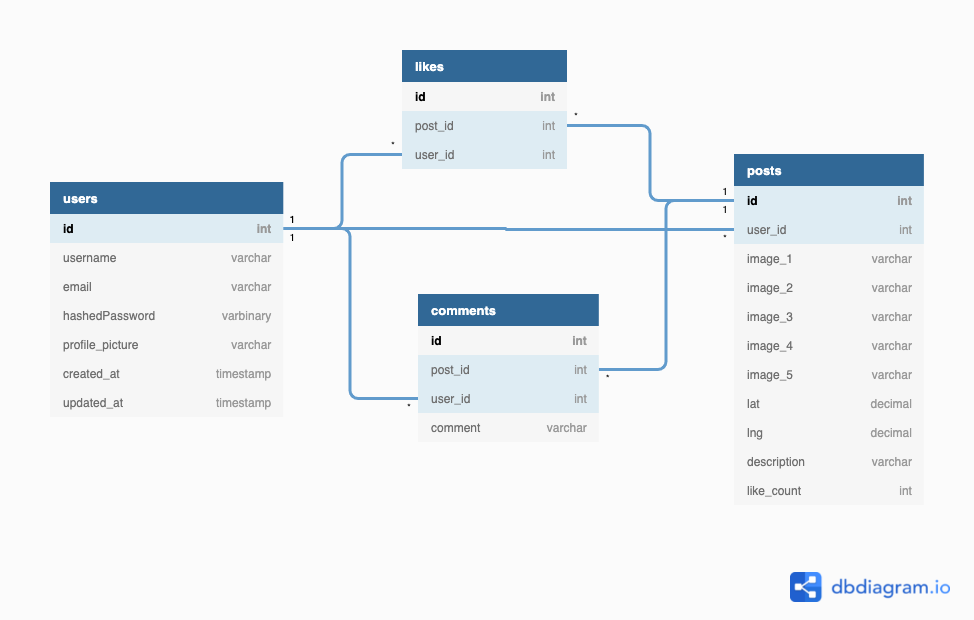 likes
id int
post_id int
user_id int
*
*
users
id int
username varchar
email varchar
hashedPassword varbinary
profile_picture varchar
created_at timestamp
updated_at timestamp
1
1
comments
id int
post_id int
user_id int
comment varchar
*
*
posts
id int
user_id int
image_1 varchar
image_2 varchar
image_3 varchar
image_4 varchar
image_5 varchar
lat decimal
lng decimal
description varchar
like_count int
1
1
*
dbdiagram.io